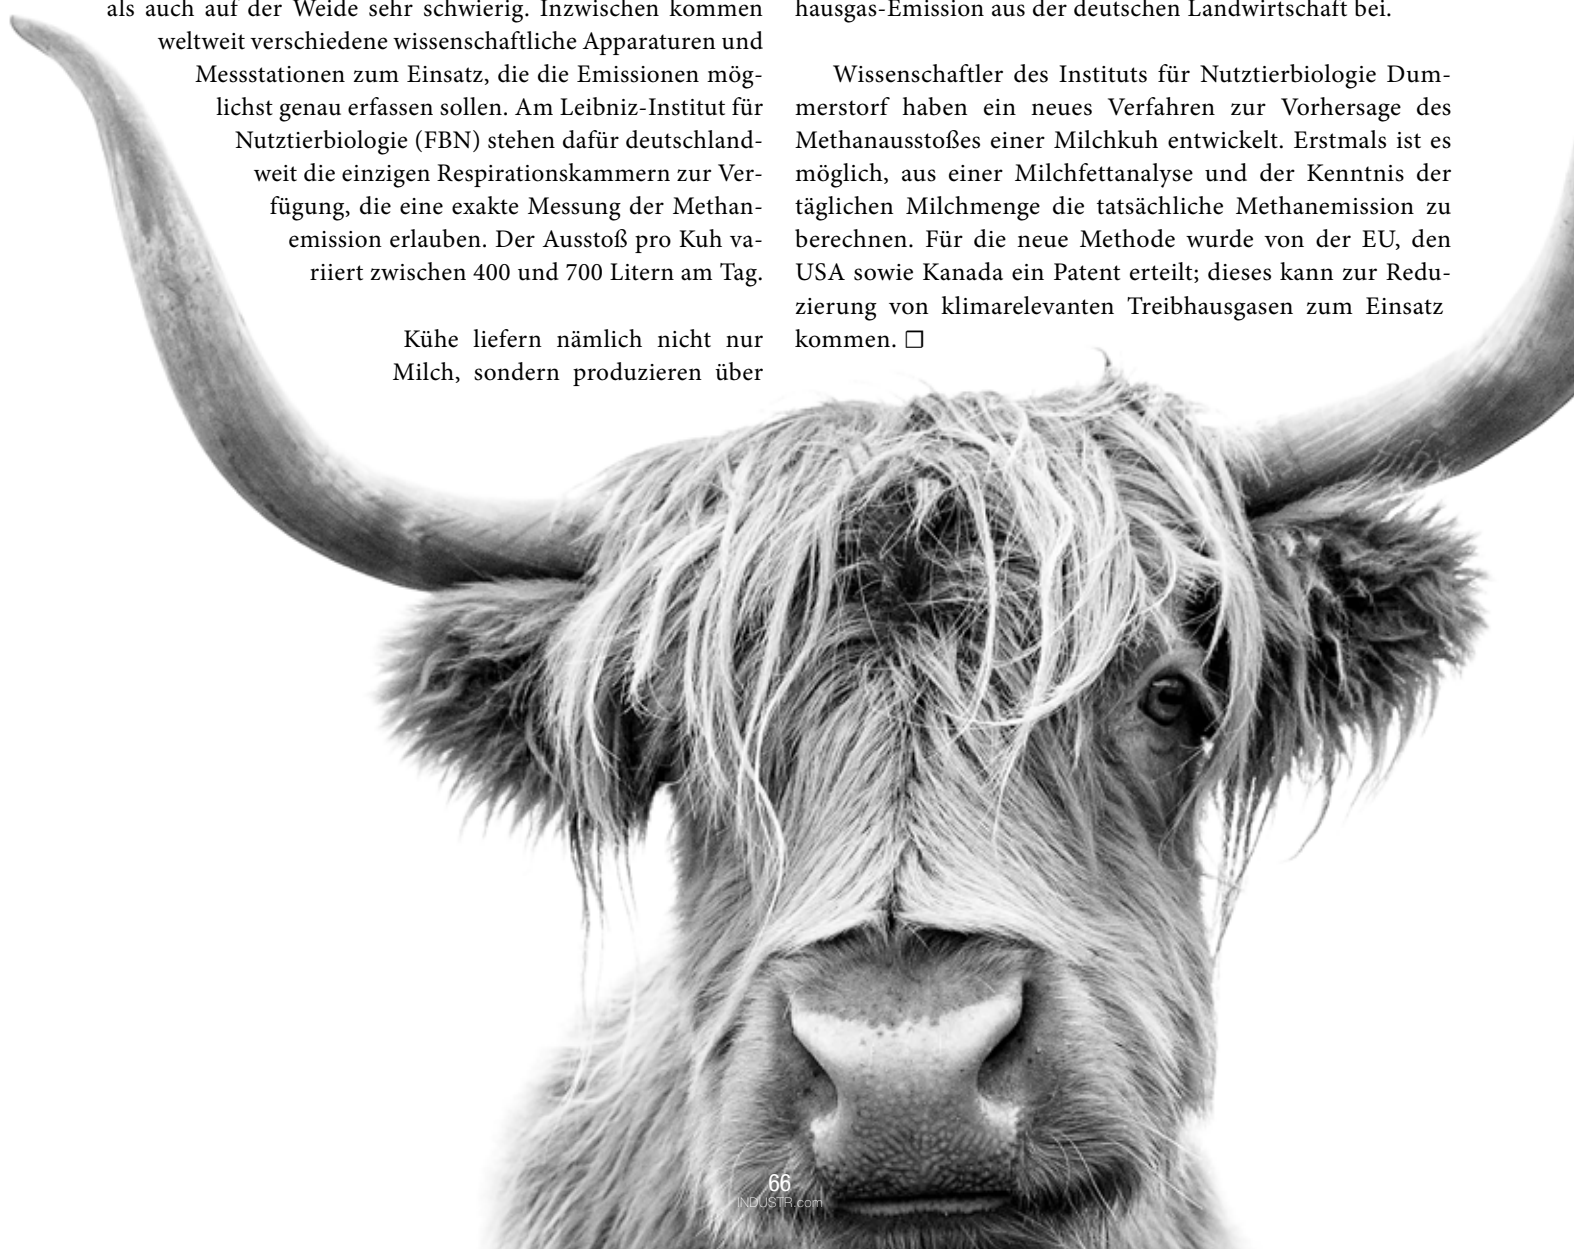 als auch auf der Weide sehr schwierig. Inzwischen kommen
weltweit verschiedene wissenschaftliche Apparaturen und
Messstationen zum Einsatz, die die Emissionen mög-
lichst genau erfassen sollen. Am Leibniz-Institut für
Nutztierbiologie (FBN) stehen dafür deutschland-
weit die einzigen Respirationskammern zur Ver-
fügung, die eine exakte Messung der Methan-
emission erlauben. Der Ausstoß pro Kuh va-
riiert zwischen 400 und 700 Litern am Tag.
Kühe liefern nämlich nicht nur
Milch, sondern produzieren über
hausgas-Emission aus der deutschen Landwirtschaft bei.
Wissenschaftler des Instituts für Nutztierbiologie Dum-
merstorf haben ein neues Verfahren zur Vorhersage des
Methanausstoßes einer Milchkuh entwickelt. Erstmals ist es
möglich, aus einer Milchfettanalyse und der Kenntnis der
täglichen Milchmenge die tatsächliche Methanemission zu
berechnen. Für die neue Methode wurde von der EU, den
USA sowie Kanada ein Patent erteilt; dieses kann zur Redu-
zierung von klimarelevanten Treibhausgasen zum Einsatz
kommen. ❒
66
INDUSTR.com